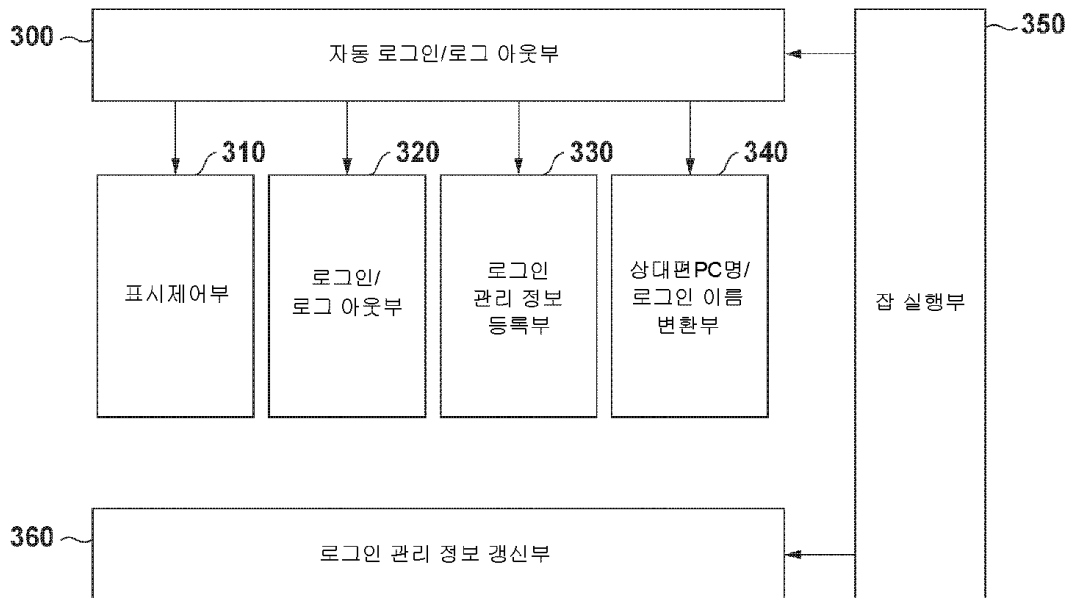 300
자동 로그인/로그 아웃부
350
310
320
330
340
표시제어부
로그인/
로그 아웃부
로그인
관리 정보
등록부
상대편PC명/
로그인 이름
변환부
잡 실행부
360
로그인 관리 정보 갱신부